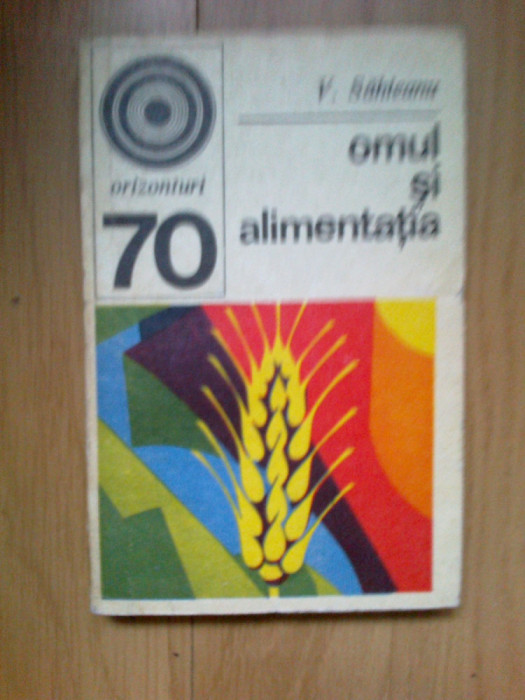 V. Săhleanu
orizonturi
70
omul
și
alimentația